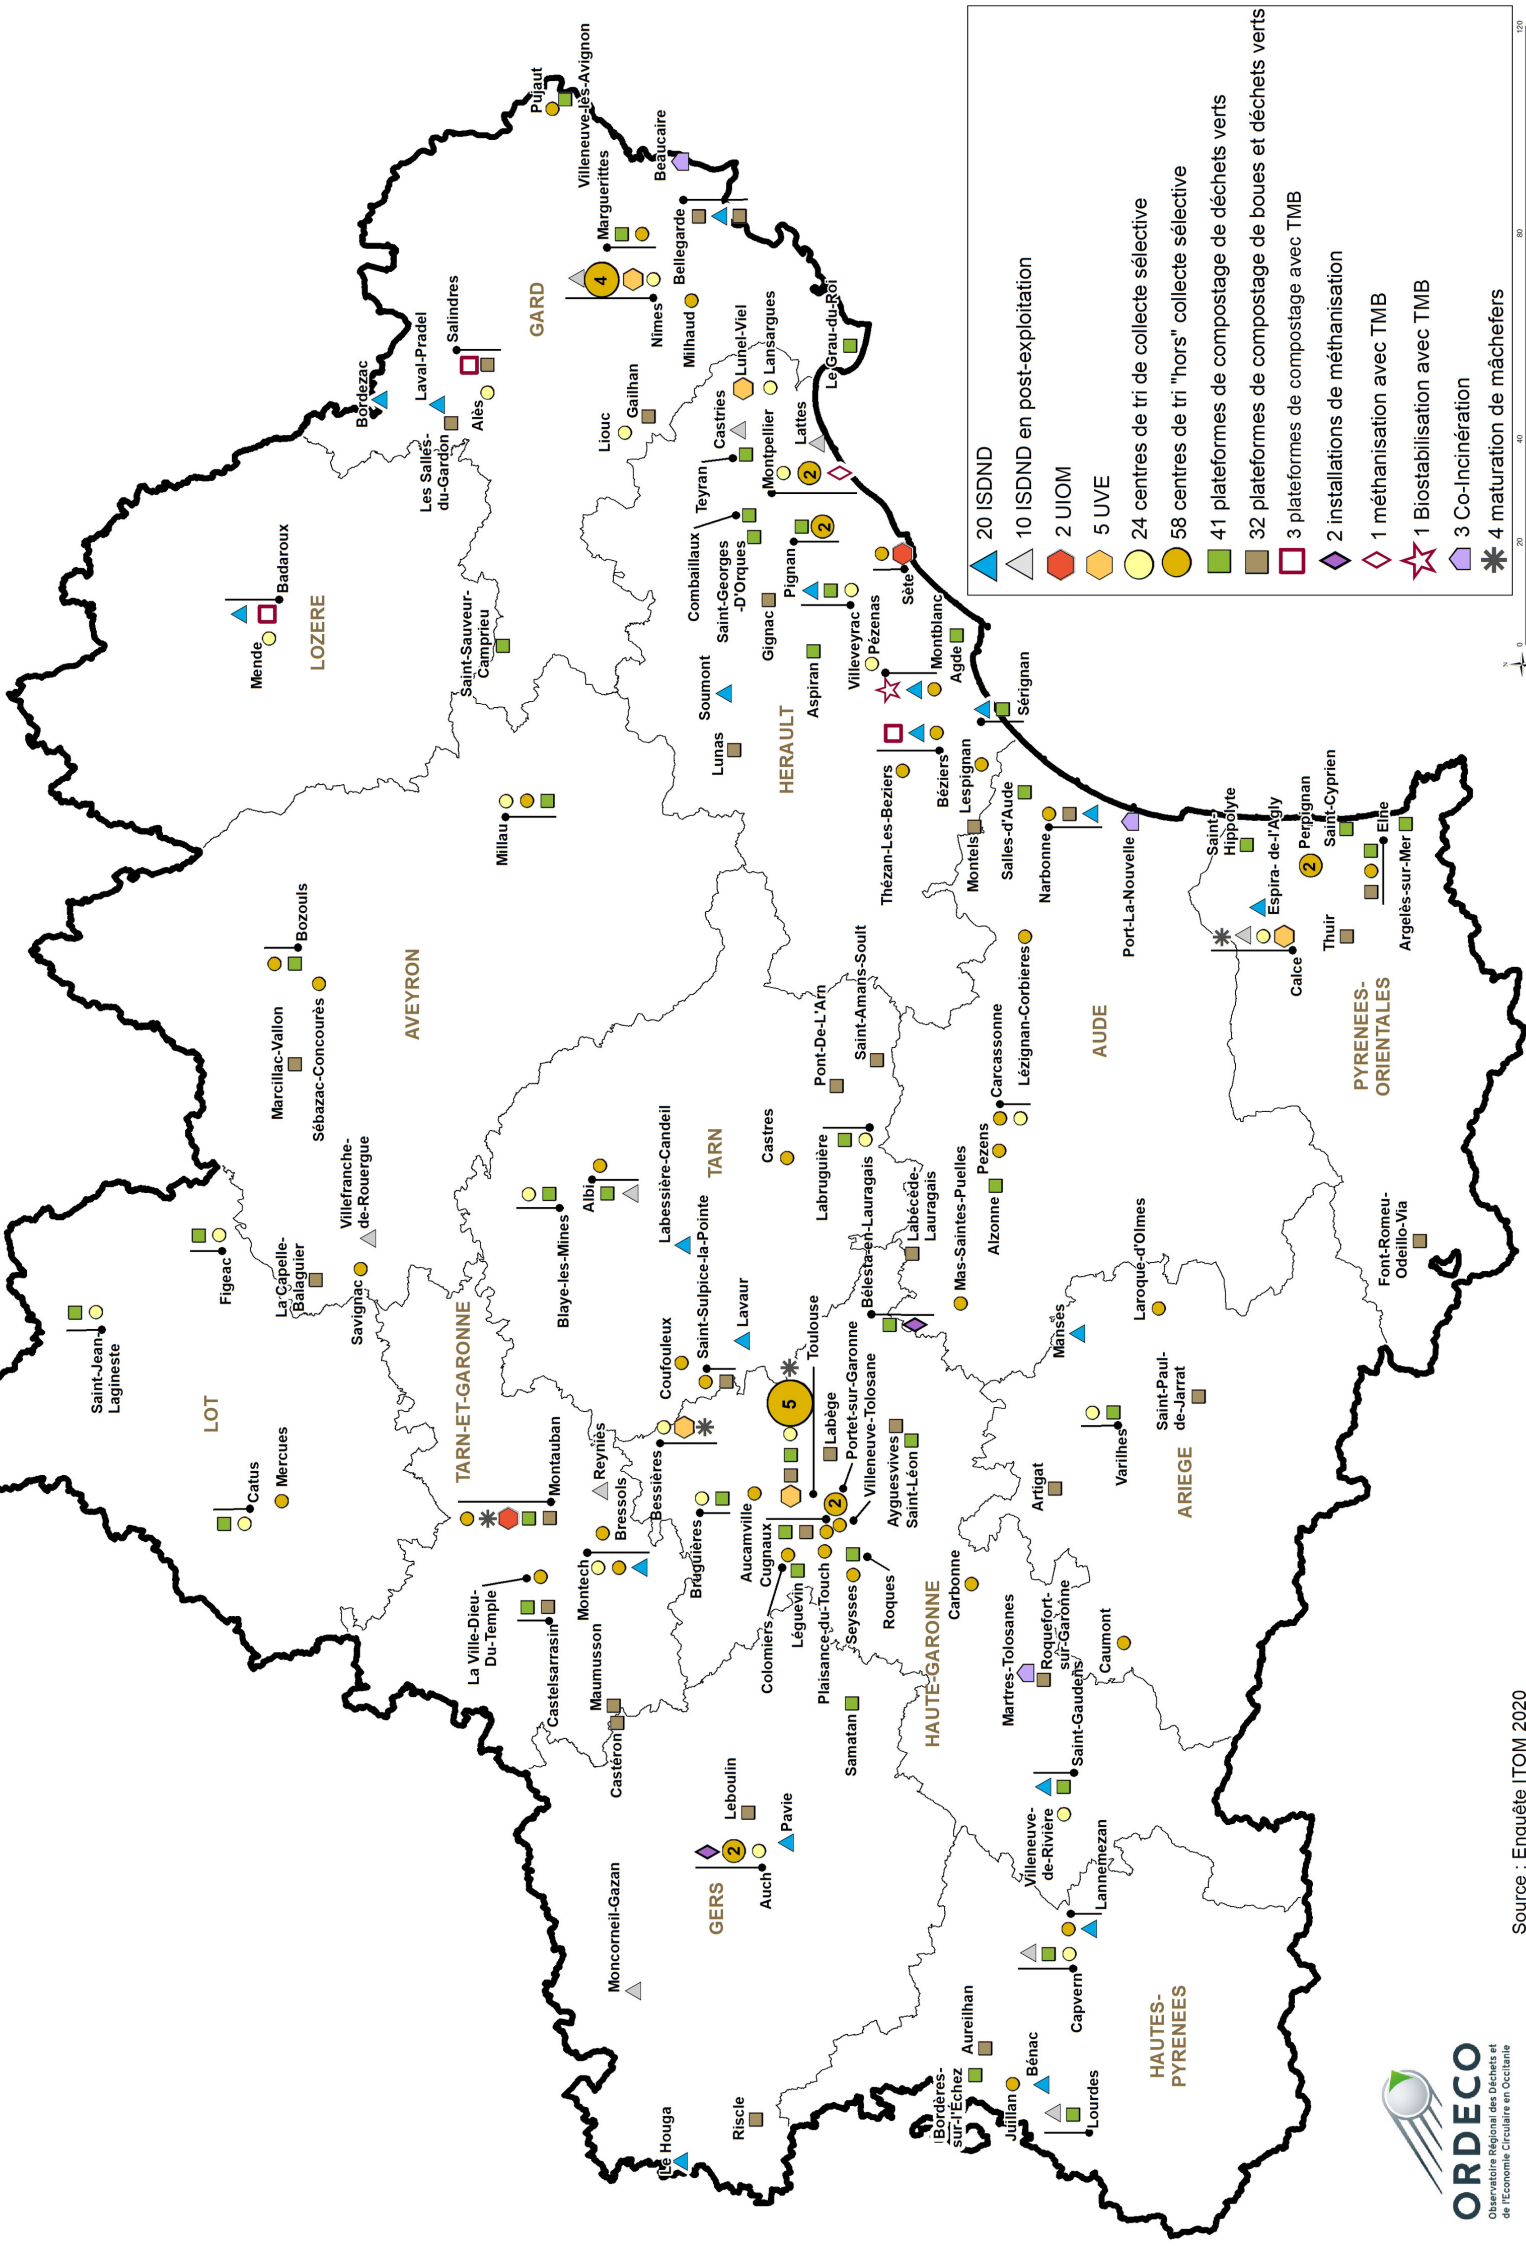 Pujaut
Villeneuve-lès-Avignon
Marguerittes
Beaucaire
Bellegarde
GARD
4
Nîmes
Milhaud
Salindres
Laval-Pradel
Bordezac
Les Salles-
du-Gardon
Alès
Liouc
Gailhan
Lunel-Viel
Lansargues
Le-Grau-du-Roi
Castries
Teyran
Montpellier
2
Lattes
Combaillaux
Saint-Georges
-D'Orques
Pignan
2
Gignac
Sète
Villeveyrac
Pézenas
Montblanc
Agde
Aspiran
Soumont
Lunas
HERAULT
Badaroux
Mende
LOZERE
Saint-Sauveur-
Camprieu
Millau
Thézan-Les-Beziers
Béziers
Lespignan
Sérignan
Montels
Salles-d'Aude
Narbonne
Port-La-Nouvelle
Lézignan-Corbieres
Carcassonne
Pezens
Alzonne
Mas-Saintes-Puelles
Labécède-
Lauragais
AUDE
Saint-
Hippolyte
Espira- de-l'Agly
2
Perpignan
Saint-Cyprien
Elne
Argelès-sur-Mer
Thuir
Calce
PYRENEES-
ORIENTALES
Font-Romeu-
Odeillo-Via
Bozouls
Marcillac-Vallon
Sébazac-Concourès
AVEYRON
Villefranche-
de-Rouergue
La Capelle-
Balaguier
Savignac
Figeac
Saint-Jean-
Lagineste
LOT
Catus
Mercues
TARN-ET-GARONNE
Montauban
Reyniès
Bressols
Montech
La Ville-Dieu-
Du-Temple
Castelsarrasin
Maumusson
Castéron
Blaye-les-Mines
Albi
Labessière-Candeil
TARN
Castres
Pont-De-L'Arn
Saint-Amans-Soult
Labruguière
Saint-Sulpice-la-Pointe
Lavaur
Coufouleux
Bessières
Bruguières
Aucamville
Cugnaux
Colomiers
Léguevin
Plaisance-du-Touch
Seysses
Roques
5
Toulouse
Labège
2
Portet-sur-Garonne
Villeneuve-Tolosane
Ayguesvives
Saint-Léon
Bélesta-en-Lauragais
HAUTE-GARONNE
Carbonne
Martres-Tolosanes
Roquefort-
sur-Garonne
Saint-Gaudens
Villeneuve-
de-Rivière
Samatan
Manses
Laroque-d'Olmes
Saint-Paul-
de-Jarrat
Varilhes
Artigat
ARIEGE
Caumont
Leboulin
Pavie
2
Auch
GERS
Moncorneil-Gazan
Riscle
Le Houga
Lannemezan
Capvern
HAUTES-
PYRENEES
Aureilhan
Bordères-
sur-l'Échez
Juillan
Bénac
Lourdes
20 ISDND
10 ISDND en post-exploitation
2 UIOM
5 UVE
24 centres de tri de collecte sélective
58 centres de tri "hors" collecte sélective
41 plateformes de compostage de déchets verts
32 plateformes de compostage de boues et déchets verts
3 plateformes de compostage avec TMB
2 installations de méthanisation
1 méthanisation avec TMB
1 Biostabilisation avec TMB
3 Co-Incinération
4 maturation de mâchefers
N
0 20 40 80 120
Source : Enquête ITOM 2020
ORDECO
Observatoire Régional des Déchets et
de l'Economie Circulaire en Occitanie